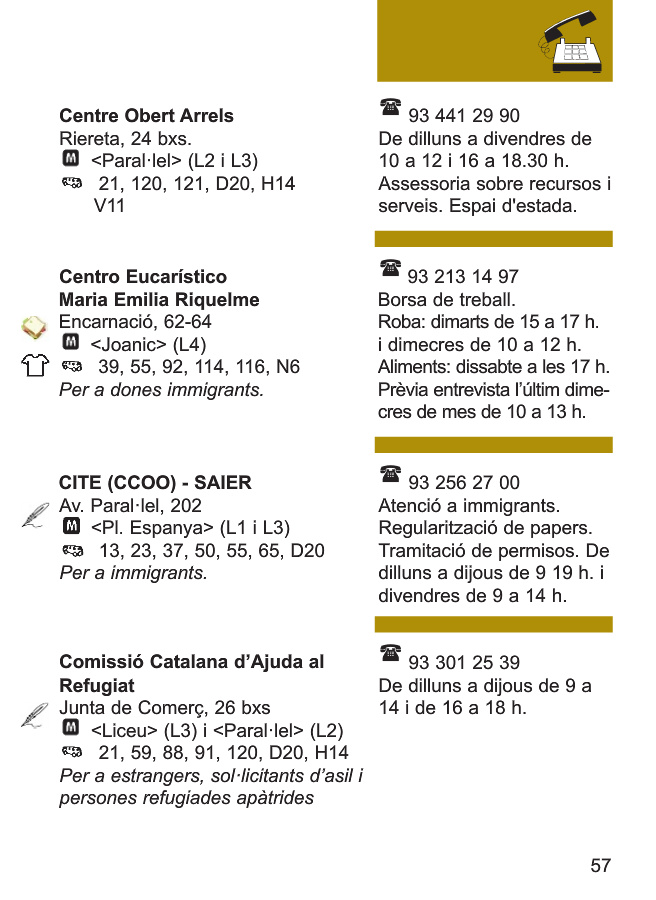 Centre Obert Arrels
Riereta, 24 bxs.
M <Paral·lel> (L2 i L3)
21, 120, 121, D20, H14
V11
93 441 29 90
De dilluns a divendres de
10 a 12 i 16 a 18.30 h.
Assessoria sobre recursos i
serveis. Espai d'estada.
Centro Eucarístico
Maria Emilia Riquelme
Encarnació, 62-64
M <Joanic> (L4)
39, 55, 92, 114, 116, N6
Per a dones immigrants.
93 213 14 97
Borsa de treball.
Roba: dimarts de 15 a 17 h.
i dimecres de 10 a 12 h.
Aliments: dissabte a les 17 h.
Prèvia entrevista l’últim dime-
cres de mes de 10 a 13 h.
CITE (CCOO) - SAIER
Av. Paral·lel, 202
M <Pl. Espanya> (L1 i L3)
13, 23, 37, 50, 55, 65, D20
Per a immigrants.
93 256 27 00
Atenció a immigrants.
Regularització de papers.
Tramitació de permisos. De
dilluns a dijous de 9 19 h. i
divendres de 9 a 14 h.
Comissió Catalana d’Ajuda al
Refugiat
Junta de Comerç, 26 bxs
M <Liceu> (L3) i <Paral·lel> (L2)
21, 59, 88, 91, 120, D20, H14
Per a estrangers, sol·licitants d’asil i
persones refugiades apàtrides
93 301 25 39
De dilluns a dijous de 9 a
14 i de 16 a 18 h.
57